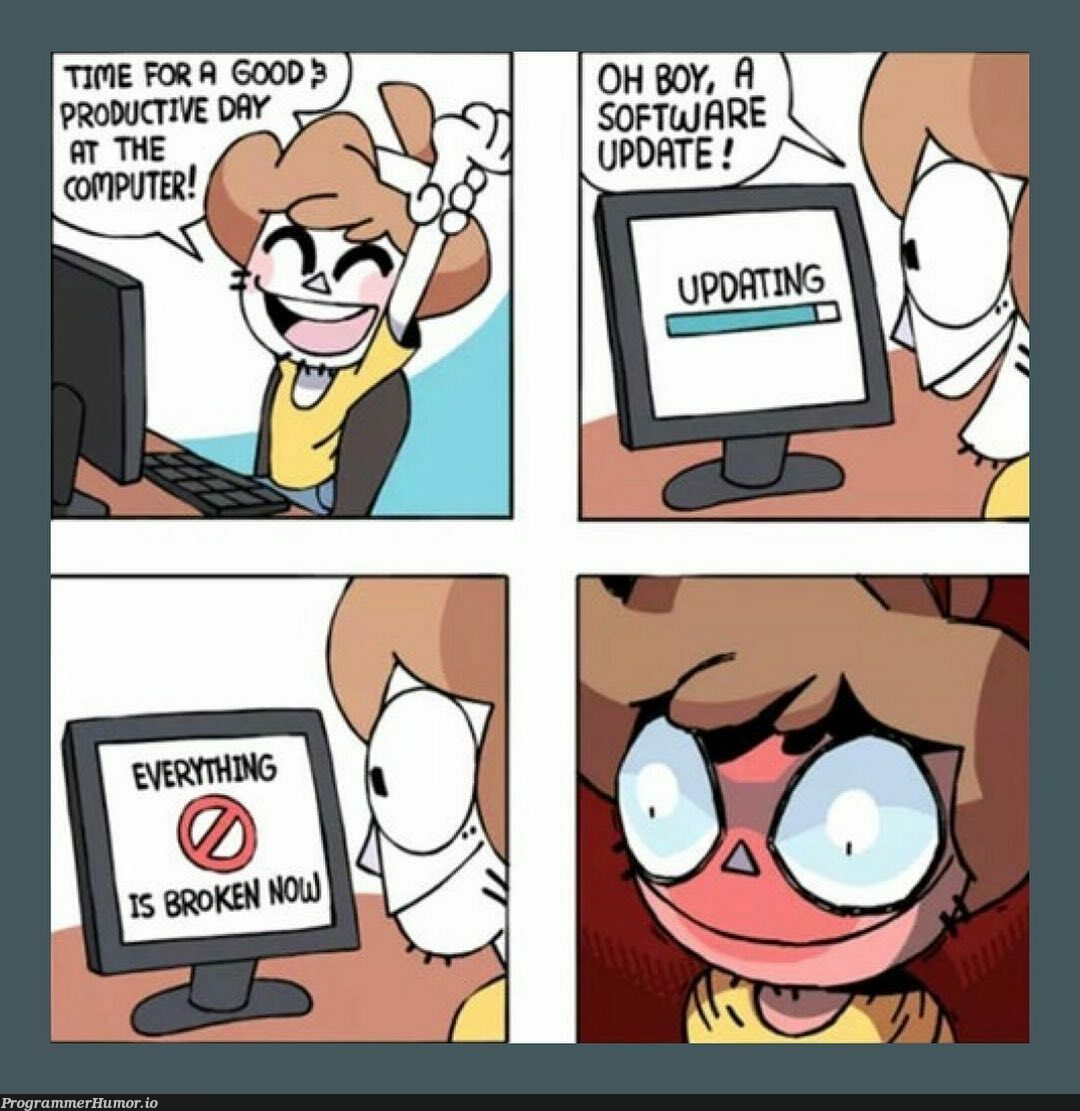 TIME FOR A GOOD &
PRODUCTIVE DAY
AT THE
COMPUTER!
OH BOY, A
SOFTWARE
UPDATE!
UPDATING
EVERYTHING
IS BROKEN NOW
ProgrammerHumor.io